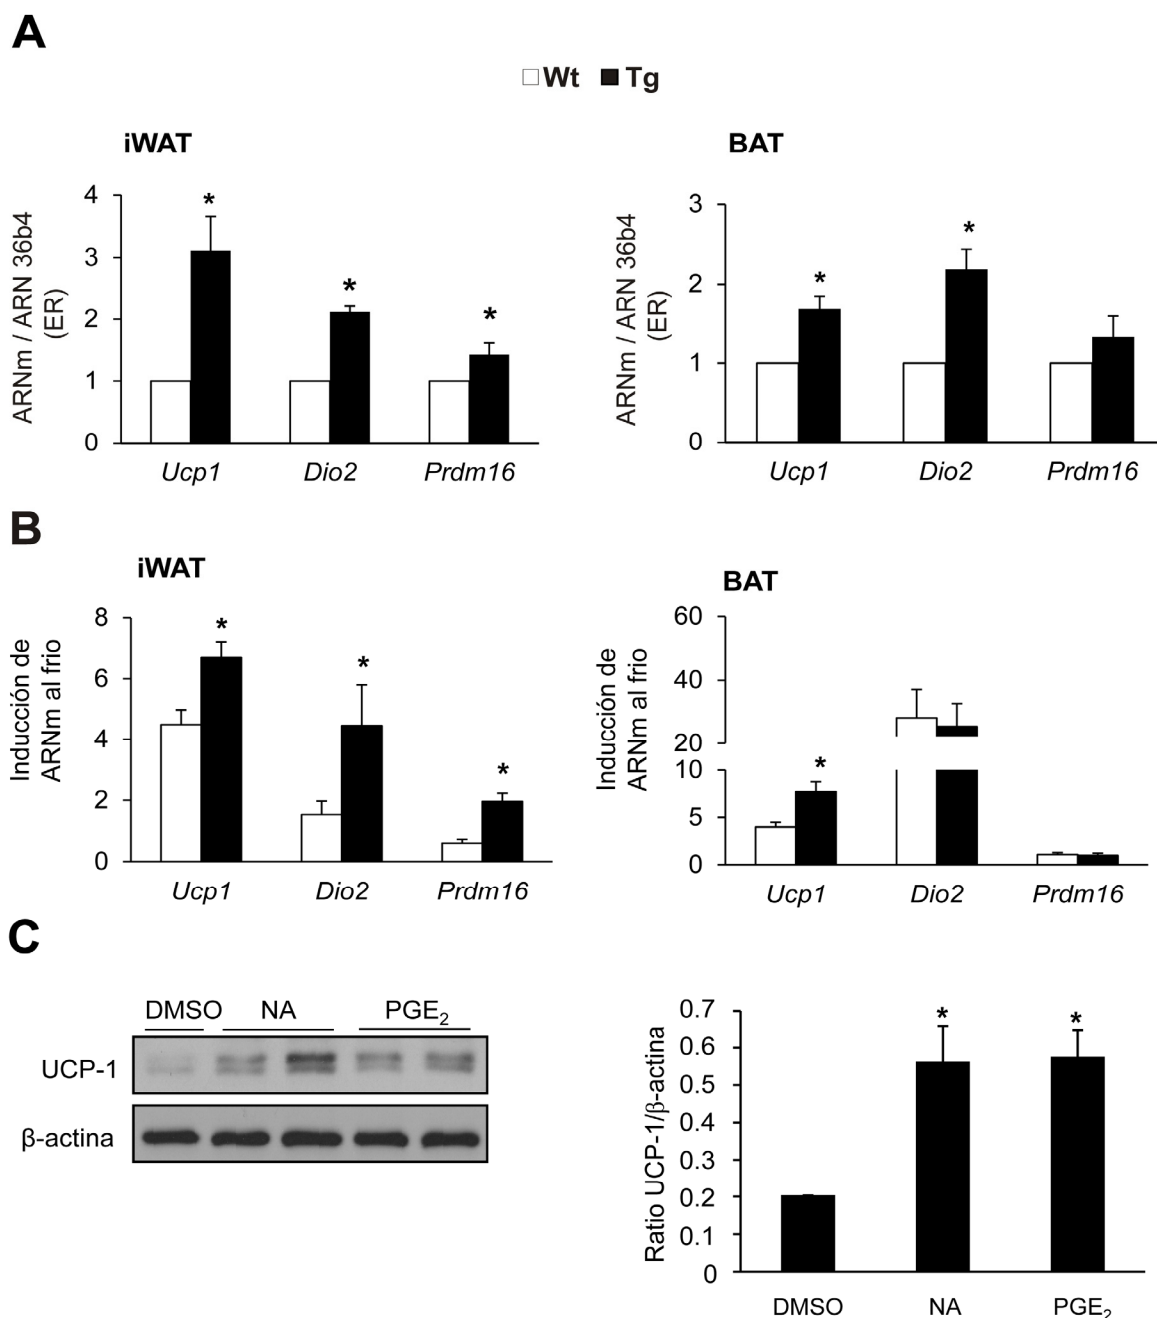 A
Wt Tg
iWAT
BAT
ARNm / ARN 36b4
(ER)
4
3
2
1
0
*
*
*
Ucp1 Dio2 Prdm16
ARNm / ARN 36b4
(ER)
3
2
1
0
*
*
Ucp1 Dio2 Prdm16
B
iWAT
BAT
Inducción de
ARNm al frio
8
6
4
2
0
*
*
*
Ucp1 Dio2 Prdm16
Inducción de
ARNm al frio
60
40
20
10
5
0
*
Ucp1 Dio2 Prdm16
C
DMSO NA PGE2
UCP-1
β-actina
Ratio UCP-1/β-actina
0.7
0.6
0.5
0.4
0.3
0.2
0.1
0
*
*
DMSO NA PGE2